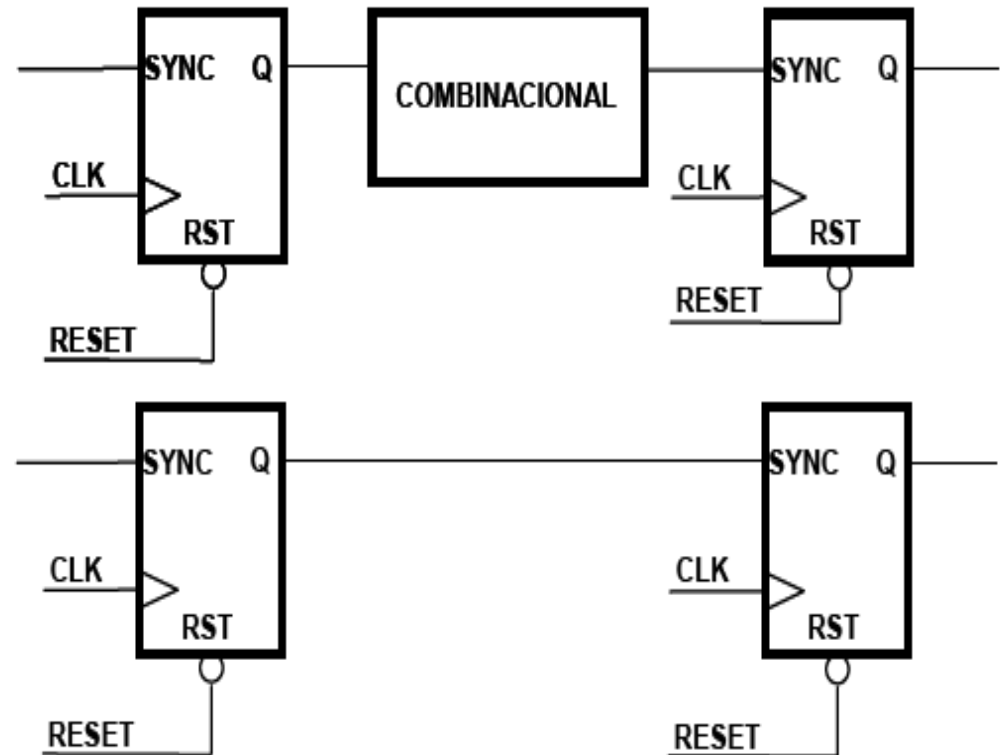 SYNC Q
COMBINACIONAL
SYNC Q
CLK
CLK
RST
RST
RESET
RESET
SYNC Q
SYNC Q
CLK
CLK
RST
RST
RESET
RESET